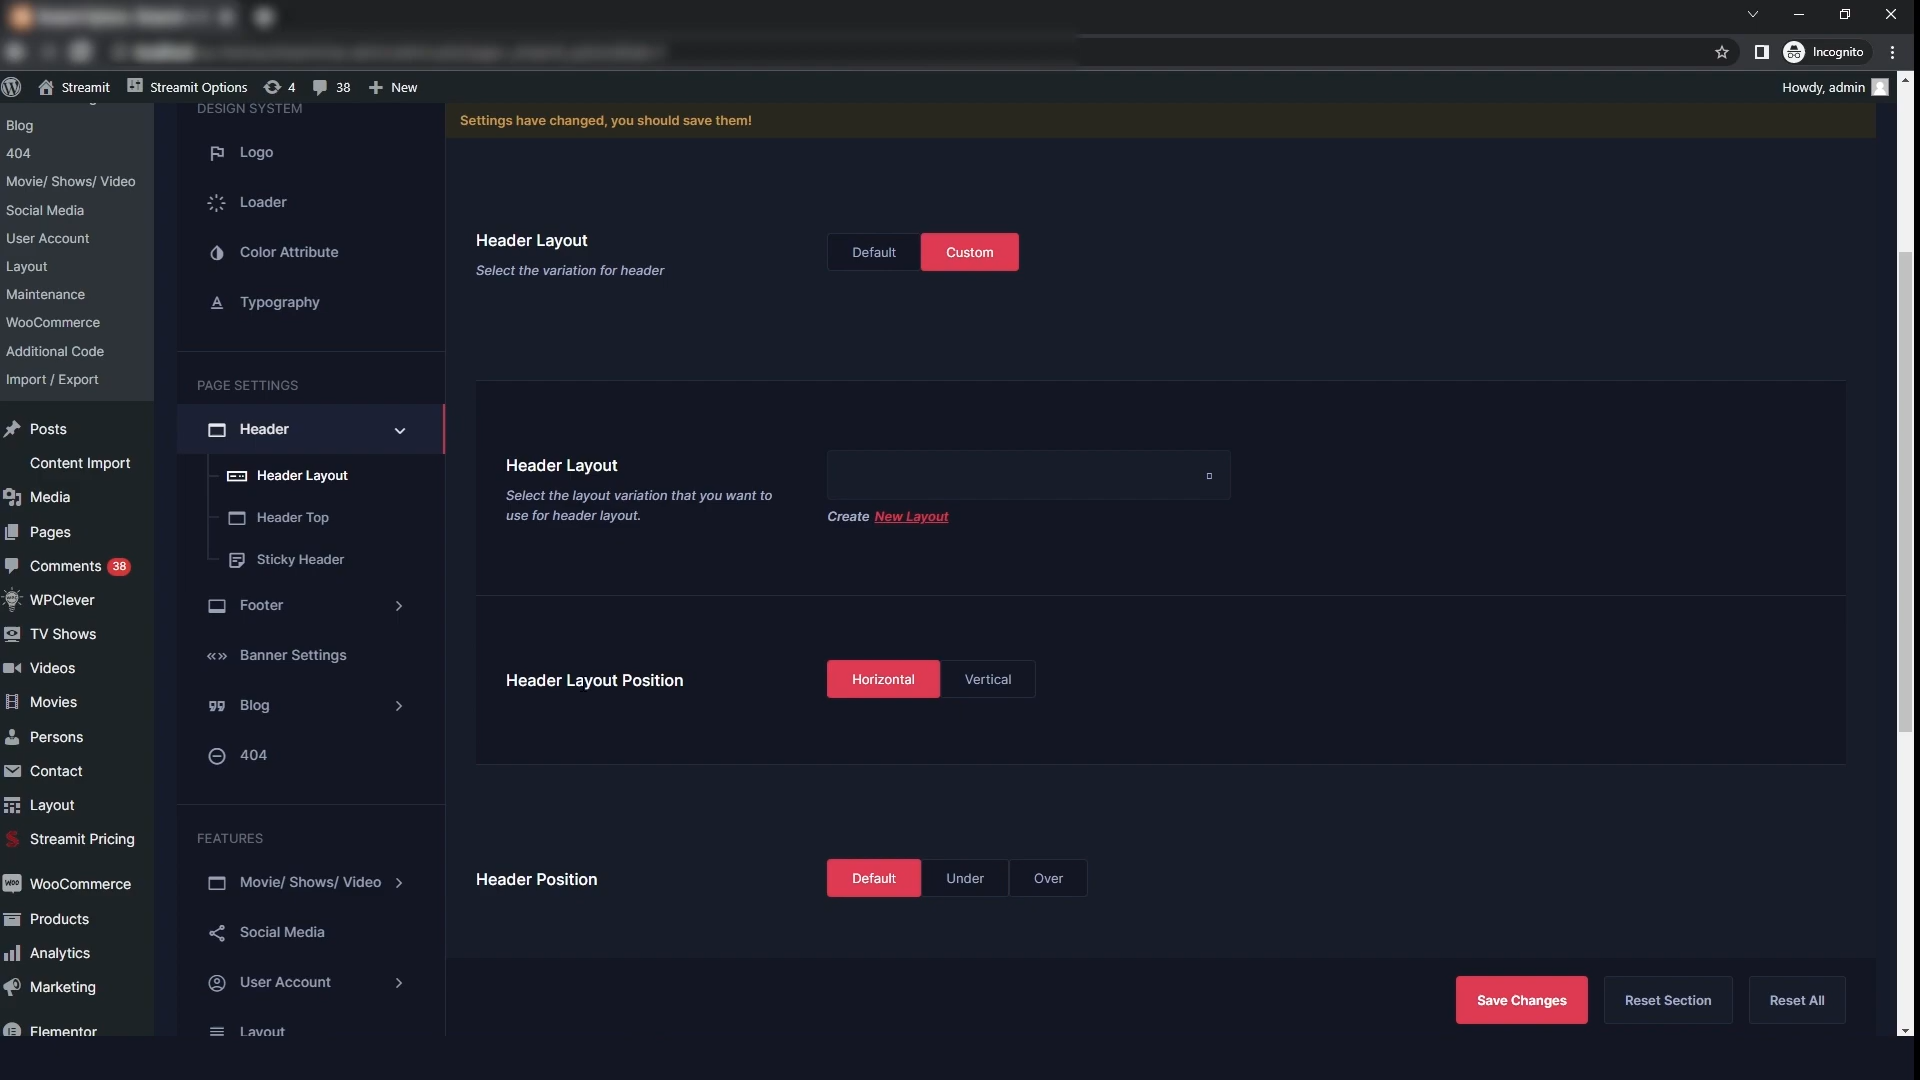 Incognito
Streamit
Streamit Options
4
38
New
Howdy, admin
Blog
404
Movie/ Shows/ Video
Social Media
User Account
Layout
Maintenance
WooCommerce
Additional Code
Import / Export
Posts
Content Import
Media
Pages
Comments 38
WPClever
TV Shows
Videos
Movies
Persons
Contact
Layout
Streamit Pricing
WooCommerce
Products
Analytics
Marketing
Elementor
DESIGN SYSTEM
Logo
Loader
Color Attribute
Typography
PAGE SETTINGS
Header
Header Layout
Header Top
Sticky Header
Footer
Banner Settings
Blog
404
FEATURES
Movie/ Shows/ Video
Social Media
User Account
Layout
Settings have changed, you should save them!
Header Layout
Select the variation for header
Default
Custom
Header Layout
Select the layout variation that you want to
use for header layout.
Create New Layout
Header Layout Position
Horizontal
Vertical
Header Position
Default
Under
Over
Save Changes
Reset Section
Reset All